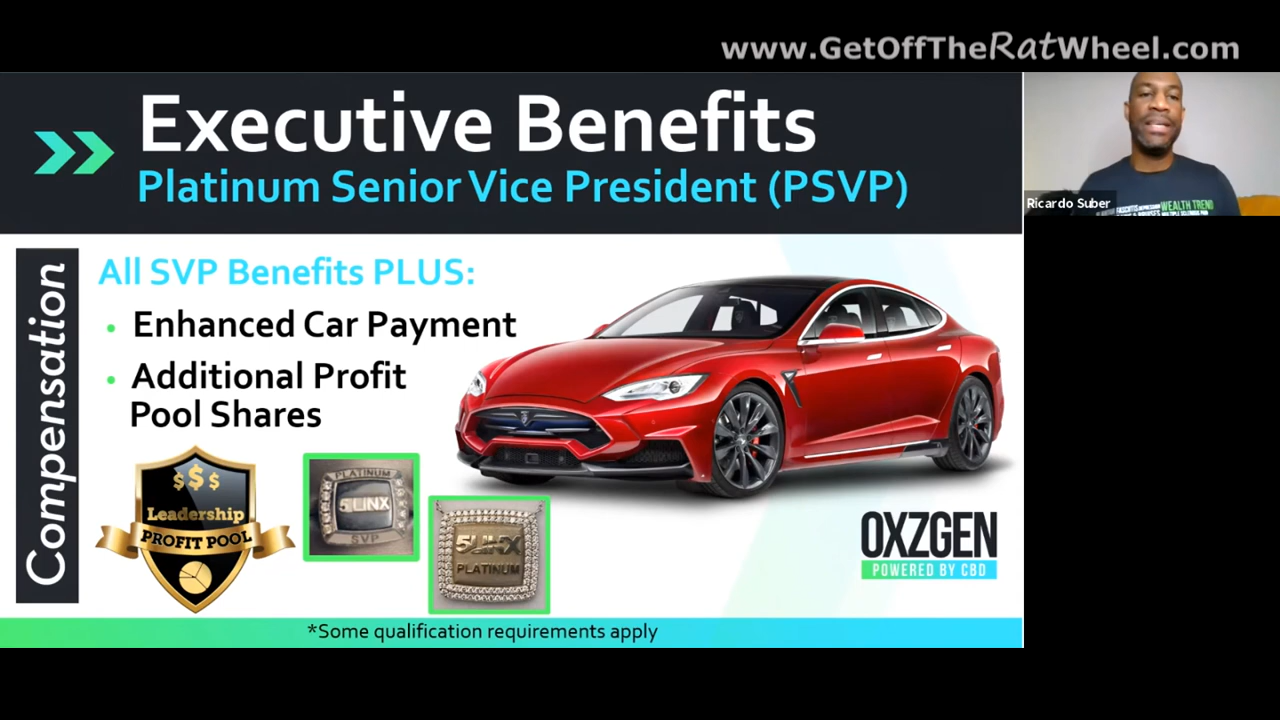 www.GetOffTheRatWheel.com
Executive Benefits
Platinum Senior Vice President (PSVP)
Ricardo Suber
WEALTH TREND
Compensation
All SVP Benefits PLUS:
• Enhanced Car Payment
• Additional Profit
Pool Shares
$$$
Leadership
PROFIT POOL
PLATINUM
5LINX
SVP
5LINX
PLATINUM
OXZGEN
POWERED BY CBD
*Some qualification requirements apply